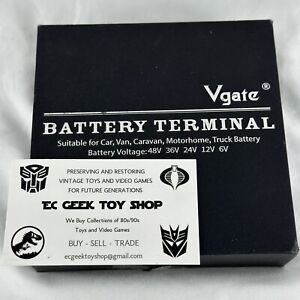 Vgate®
BATTERY TERMINAL
Suitable for Car, Van, Caravan, Motorhome, Truck Battery
Battery Voltage:48V 36V 24V 12V 6V
PRESERVING AND RESTORING
VINTAGE TOYS AND VIDEO GAMES
FOR FUTURE GENERATIONS
EC GEEK TOY SHOP
We Buy Collections of 80s/90s
Toys and Video Games
BUY - SELL - TRADE
ecgeektoyshop@gmail.com